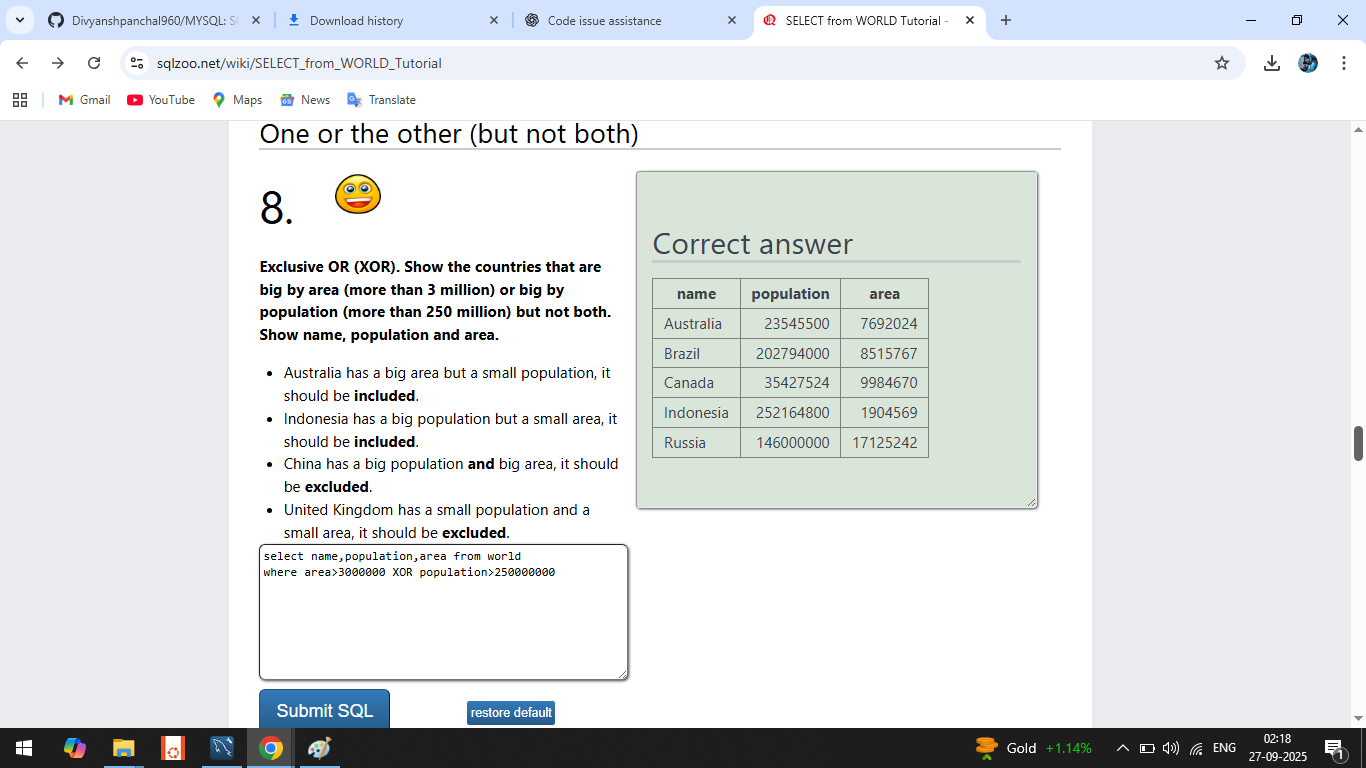 Divyanshpanchal960/MYSQL: S
Download history
Code issue assistance
SELECT from WORLD Tutorial -
sqlzoo.net/wiki/SELECT_from_WORLD_Tutorial
Gmail
YouTube
Maps
News
Translate
One or the other (but not both)
8.
Exclusive OR (XOR). Show the countries that are
big by area (more than 3 million) or big by
population (more than 250 million) but not both.
Show name, population and area.
Australia has a big area but a small population, it
should be included.
Indonesia has a big population but a small area, it
should be included.
China has a big population and big area, it should
be excluded.
United Kingdom has a small population and a
small area, it should be excluded.
select name,population,area from world
where area>3000000 XOR population>250000000
Submit SQL
restore default
Correct answer
name population area
Australia 23545500 7692024
Brazil 202794000 8515767
Canada 35427524 9984670
Indonesia 252164800 1904569
Russia 146000000 17125242
Gold +1.14%
ENG
02:18
27-09-2025
1